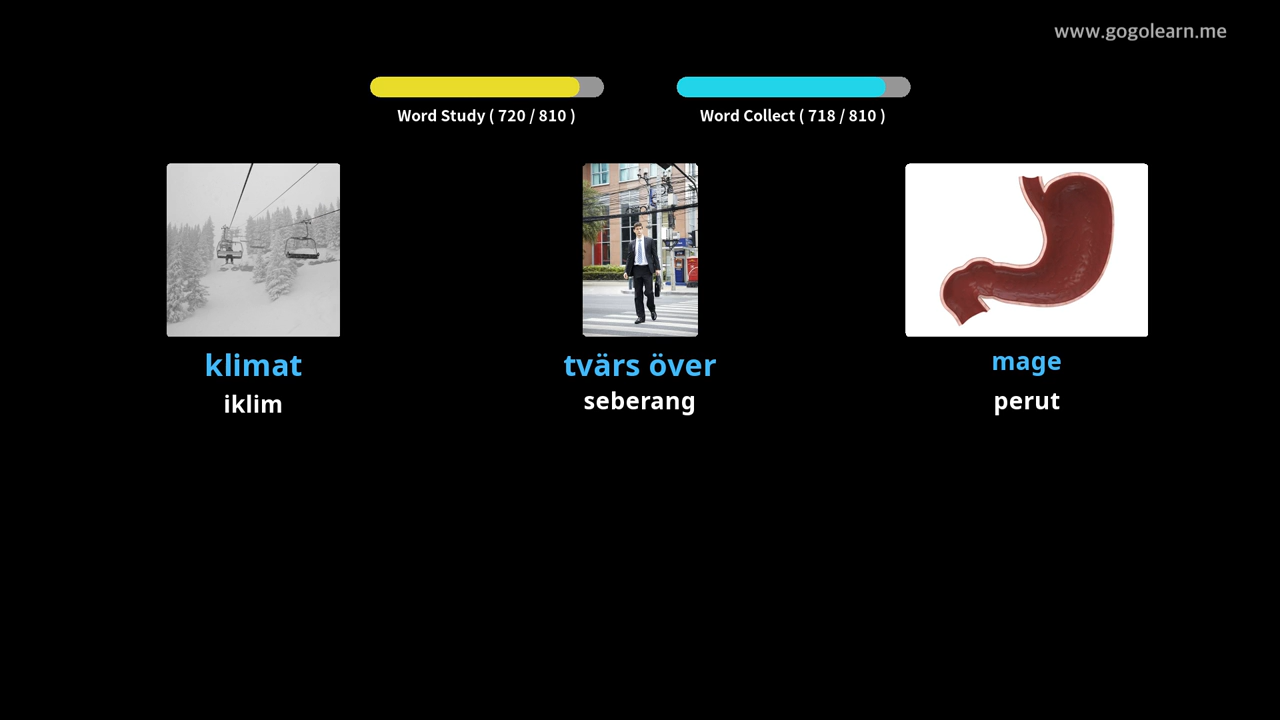 www.gogolearn.me
Word Study ( 720 / 810 )
Word Collect ( 718 / 810 )
klimat
iklim
tvärs över
seberang
mage
perut